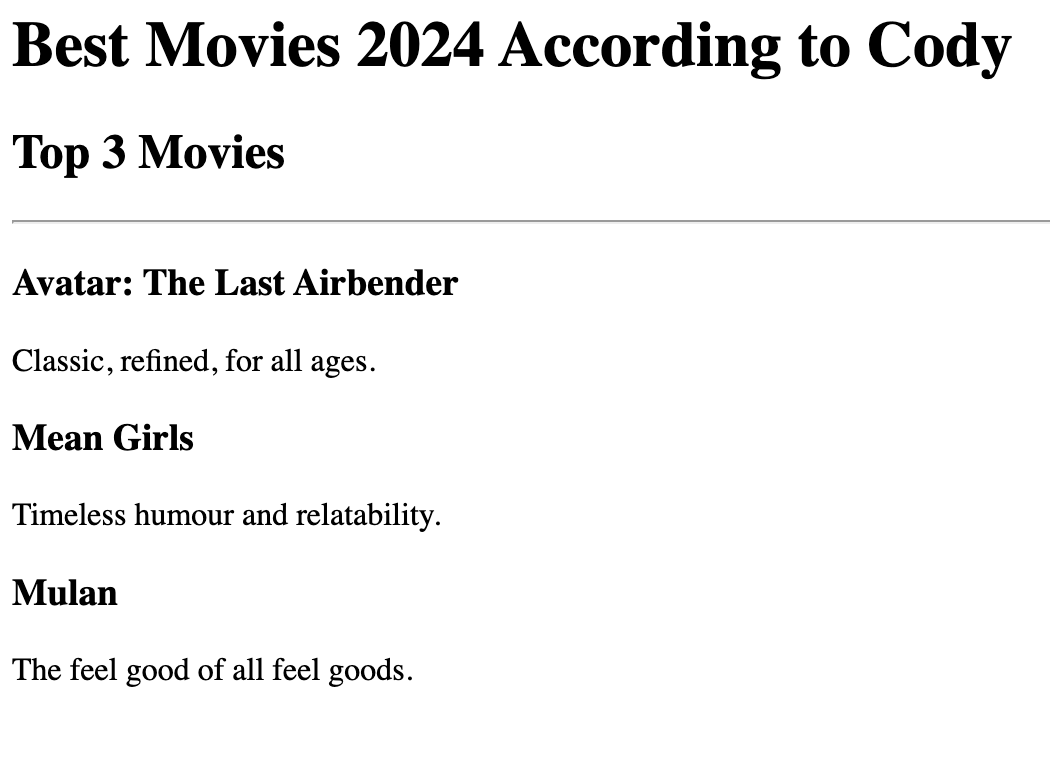 Best Movies 2024 According to Cody
Top 3 Movies
Avatar: The Last Airbender
Classic, refined, for all ages.
Mean Girls
Timeless humour and relatability.
Mulan
The feel good of all feel goods.